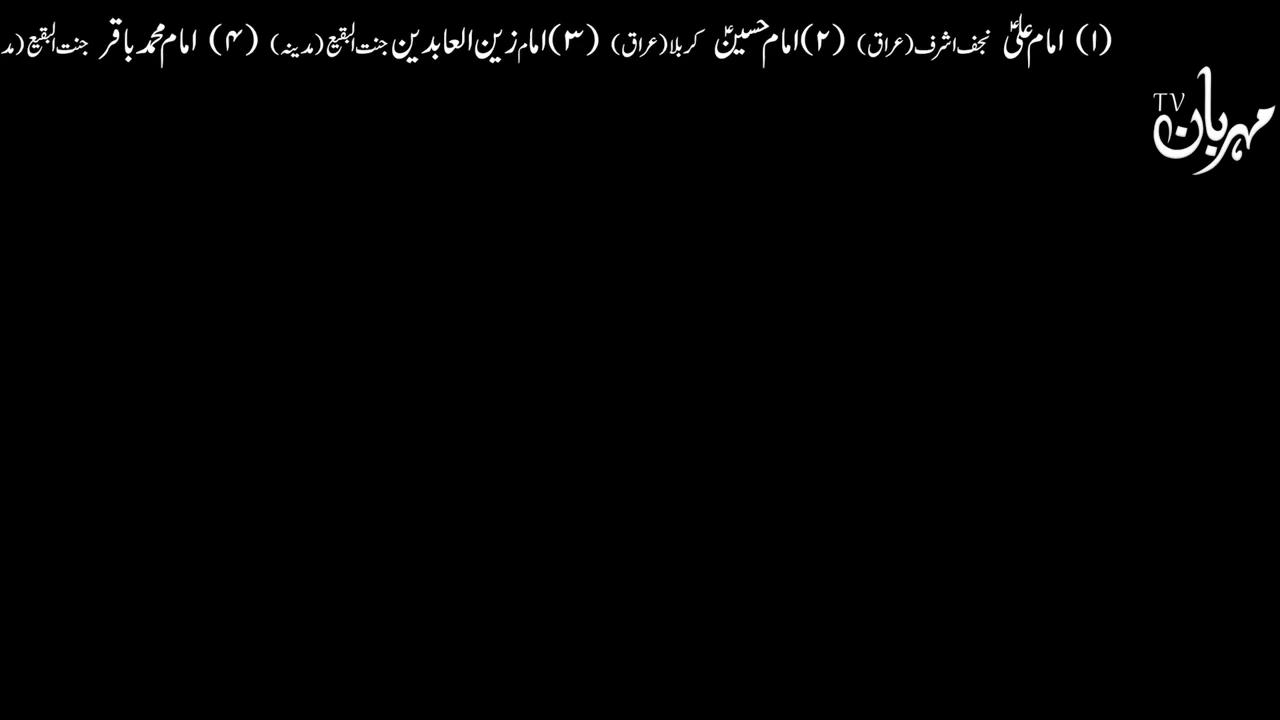 (۱) امام علیؑ نجف اشرف (عراق) (۲) امام حسینؑ کربلا (عراق) (۳) امام زین العابدین جنت البقیع (مدینہ) (۴) امام محمد باقر جنت البقیع (مد
TV
مہربان